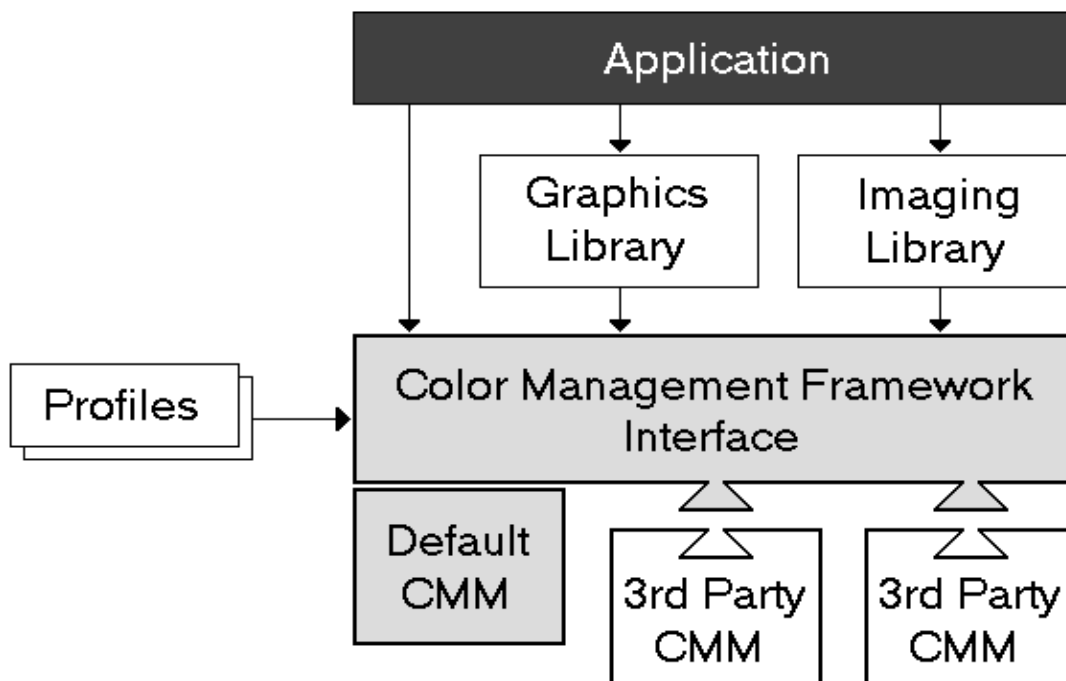 Application
Graphics
Library
Imaging
Library
Profiles
Color Management Framework
Interface
Default
CMM
3rd Party
CMM
3rd Party
CMM